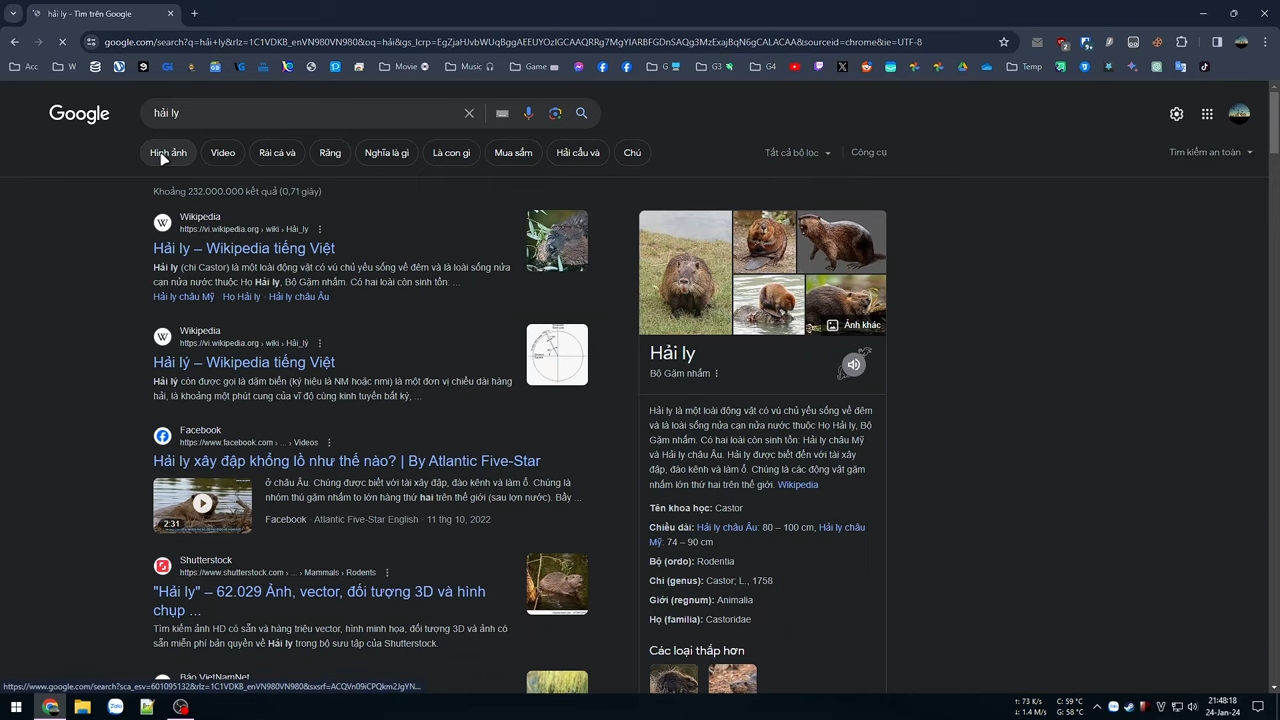 hải ly - Tìm trên Google
google.com/search?q=hải+ly&rlz=1C1VDKB_enVN980VN980&oq=hải&gs_lcrp=EgZjaHJvbWUqBggAEEUYOzIGCAAQRRg7MgYIARBFGDnSAQg3MzExajBqN6gCALACAA&sourceid=chrome&ie=UTF-8
Acc
W
Movie
Music
Game
G
G3
G4
Temp
Google
hải ly
Hình ảnh
Video
Rái cá và
Răng
Nghĩa là gì
Là con gì
Mua sắm
Hải cẩu và
Chú
Tất cả bộ lọc
Công cụ
Tìm kiếm an toàn
Khoảng 232.000.000 kết quả (0,71 giây)
Wikipedia
https://vi.wikipedia.org › wiki › Hải_ly
Hải ly – Wikipedia tiếng Việt
Hải ly (chi Castor) là một loài động vật có vú chủ yếu sống về đêm và là loài sống nửa
cạn nửa nước thuộc Họ Hải ly, Bộ Gặm nhấm. Có hai loài còn sinh tồn. ...
Hải ly châu Mỹ · Họ Hải ly · Hải ly châu Âu
Wikipedia
https://vi.wikipedia.org › wiki › Hải_lý
Hải lý – Wikipedia tiếng Việt
Hải lý còn được gọi là dặm biển (ký hiệu là NM hoặc nmi) là một đơn vị chiều dài hàng
hải, là khoảng một phút cung của vĩ độ cùng kinh tuyến bất kỳ, ...
Facebook
https://www.facebook.com › ... › Videos
Hải ly xây đập khổng lồ như thế nào? | By Atlantic Five-Star
ở châu Âu. Chúng được biết với tài xây đập, đào kênh và làm ổ. Chúng là
nhóm thú gặm nhấm to lớn hàng thứ hai trên thế giới (sau lợn nước). Bầy ...
2:31
Facebook · Atlantic Five-Star English · 11 thg 10, 2022
Shutterstock
https://www.shutterstock.com › ... › Mammals › Rodents
"Hải ly" – 62.029 Ảnh, vector, đối tượng 3D và hình
chụp ...
Tìm kiếm ảnh HD có sẵn và hàng triệu vector, hình minh họa, đối tượng 3D và ảnh có
sẵn miễn phí bản quyền về Hải ly trong bộ sưu tập của Shutterstock.
Báo VietNamNet
Ảnh khác
Hải ly
Bộ Gặm nhấm
Hải ly là một loài động vật có vú chủ yếu sống về đêm
và là loài sống nửa cạn nửa nước thuộc Họ Hải ly, Bộ
Gặm nhấm. Có hai loài còn sinh tồn: Hải ly châu Mỹ
và Hải ly châu Âu. Hải ly được biết đến với tài xây
đập, đào kênh và làm ổ. Chúng là các động vật gặm
nhấm lớn thứ hai trên thế giới. Wikipedia
Tên khoa học: Castor
Chiều dài: Hải ly châu Âu: 80 – 100 cm, Hải ly châu
Mỹ: 74 – 90 cm
Bộ (ordo): Rodentia
Chi (genus): Castor; L., 1758
Giới (regnum): Animalia
Họ (familia): Castoridae
Các loại thấp hơn
https://www.google.com/search?sca_esv=601095132&rlz=1C1VDKB_enVN980VN980&sxsrf=ACQVn09iCPQkm2JgYN...
↑: 73 K/s
↓: 1.4 M/s
C: 59 °C
G: 58 °C
21:48:18
24-Jan-24